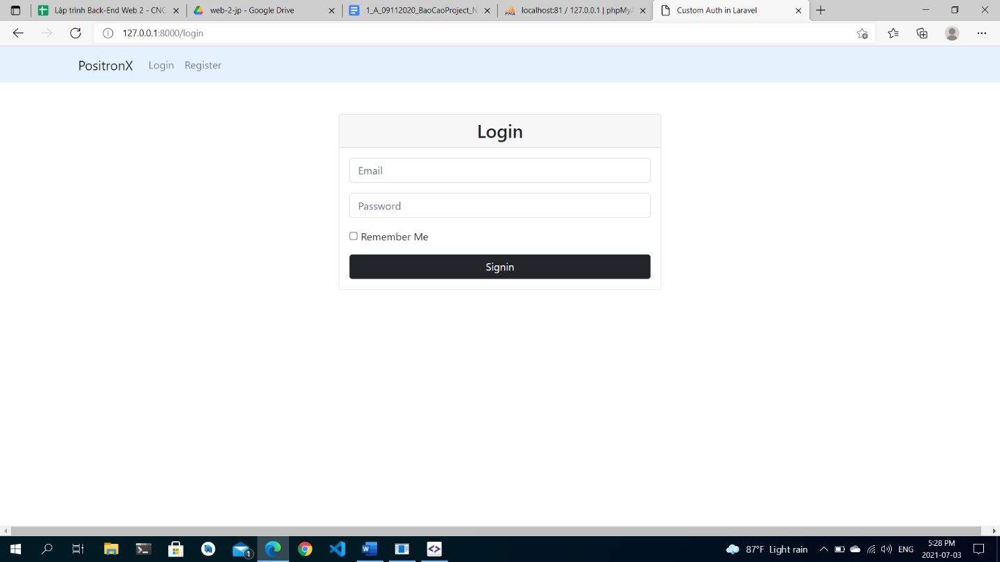 Lập trình Back-End Web 2 - CNC
web-2-jp - Google Drive
1_A_09112020_BaoCaoProject_N
localhost:81 / 127.0.0.1 | phpMyA
Custom Auth in Laravel
127.0.0.1:8000/login
PositronX Login Register
Login
Email
Password
Remember Me
Signin
1
87°F Light rain
ENG
5:28 PM
2021-07-03